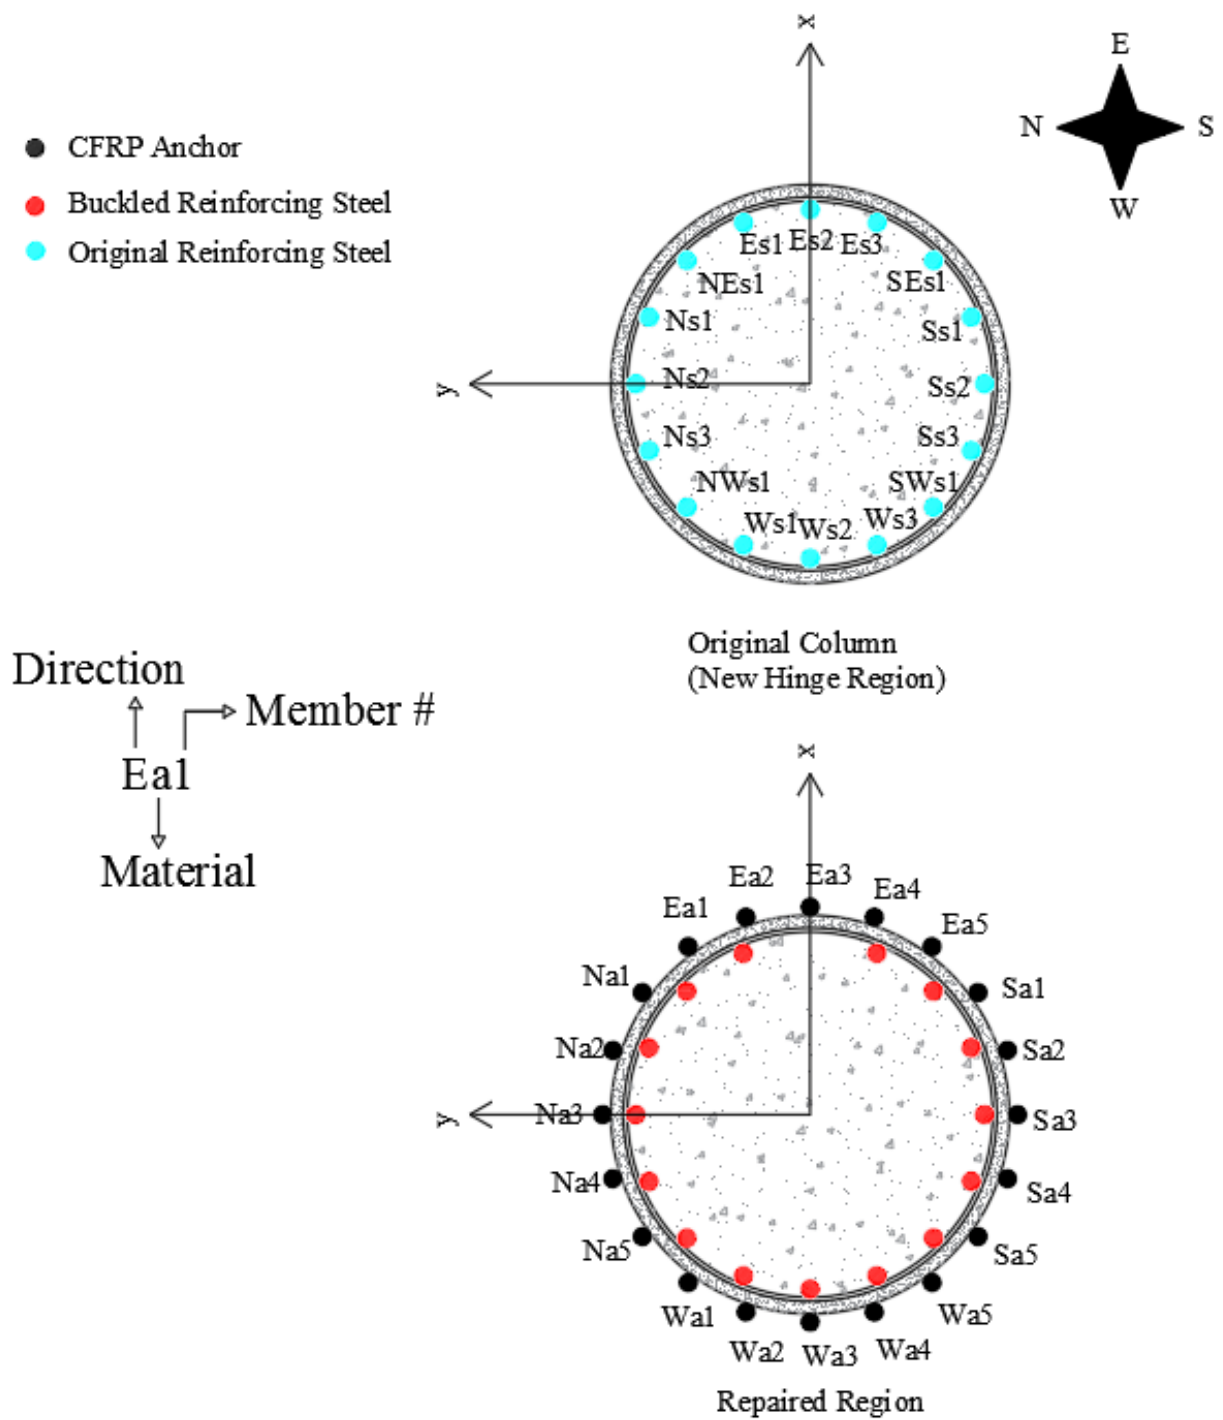 x
E
N
S
W
CFRP Anchor
Buckled Reinforcing Steel
Original Reinforcing Steel
Es1
Es2
Es3
NEs1
SEs1
Ns1
Ss1
y
Ns2
Ss2
Ns3
Ss3
NWs1
SWs1
Ws1
Ws2
Ws3
Original Column
(New Hinge Region)
Direction
Member #
Ea1
Material
x
Ea1
Ea2
Ea3
Ea4
Ea5
Na1
Sa1
Na2
Sa2
y
Na3
Sa3
Na4
Sa4
Na5
Sa5
Wa1
Wa2
Wa3
Wa4
Wa5
Repaired Region